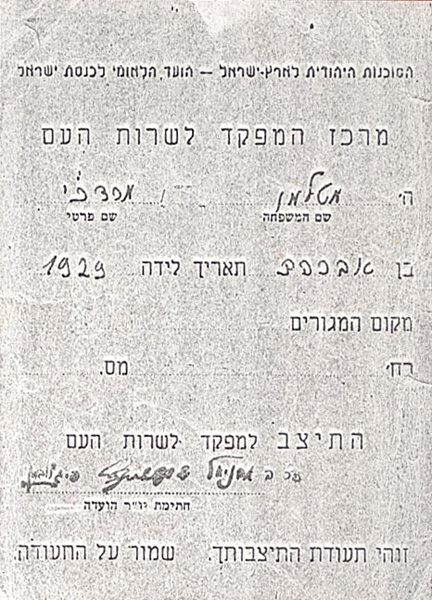 הסוכנות היהודית לארץ-ישראל — הועד הלאומי לכנסת ישראל
מרכז המפקד לשרות העם
ה' מרדכי
שם המשפחה שם פרטי
בן אברהם תאריך לידה 1929
מקום המגורים
רח' מס.
התיצב למפקד לשרות העם
חתימת יו"ר הועדה
זוהי תעודת התיצבותך. שמור על התעודה.